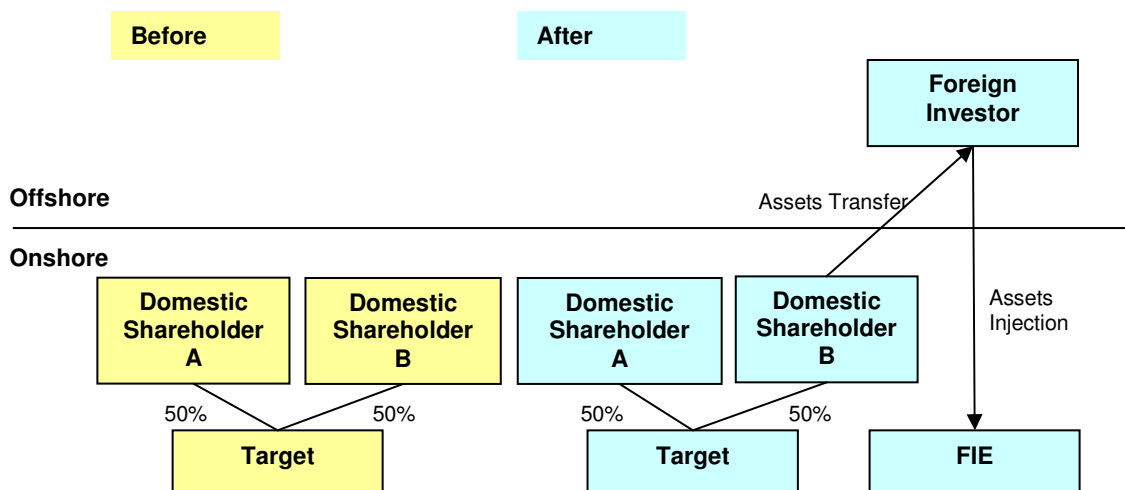 Before
After
Foreign
Investor
Offshore
Assets Transfer
Onshore
Domestic
Shareholder
A
Domestic
Shareholder
B
Domestic
Shareholder
A
Domestic
Shareholder
B
Assets
Injection
50%
50%
50%
50%
Target
Target
FIE